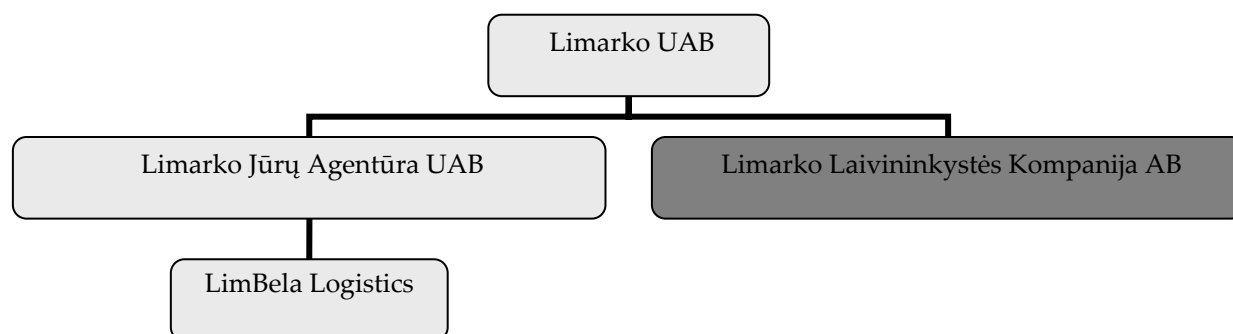 Limarko UAB
Limarko Jūrų Agentūra UAB
Limarko Laivininkystės Kompanija AB
LimBela Logistics